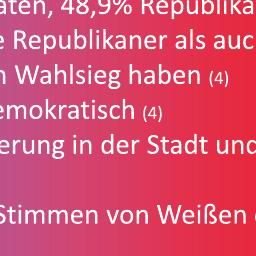 aten, 48,9% Republika
e Republikaner als auc
n Wahlsieg haben (4)
emokratisch (4)
erung in der Stadt und
Stimmen von Weißen